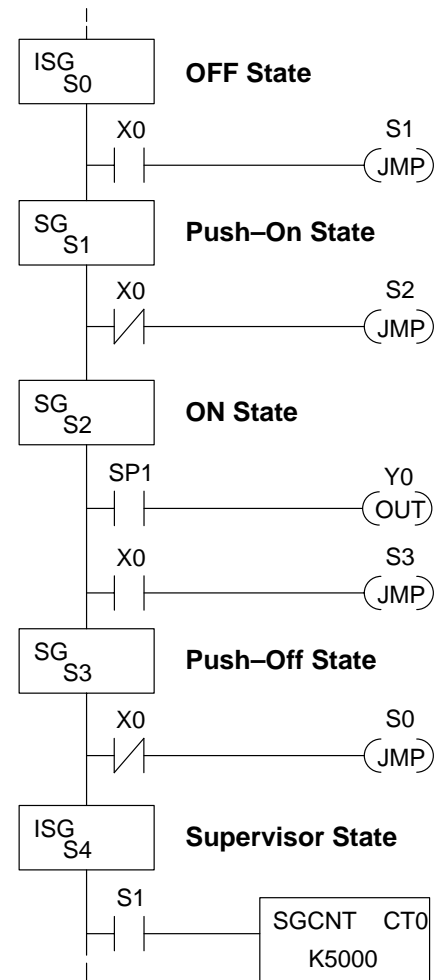 ISG
S0
OFF State
X0
S1
JMP
SG
S1
Push–On State
X0
S2
JMP
SG
S2
ON State
SP1
Y0
OUT
X0
S3
JMP
SG
S3
Push–Off State
X0
S0
JMP
ISG
S4
Supervisor State
S1
SGCNT CT0
K5000